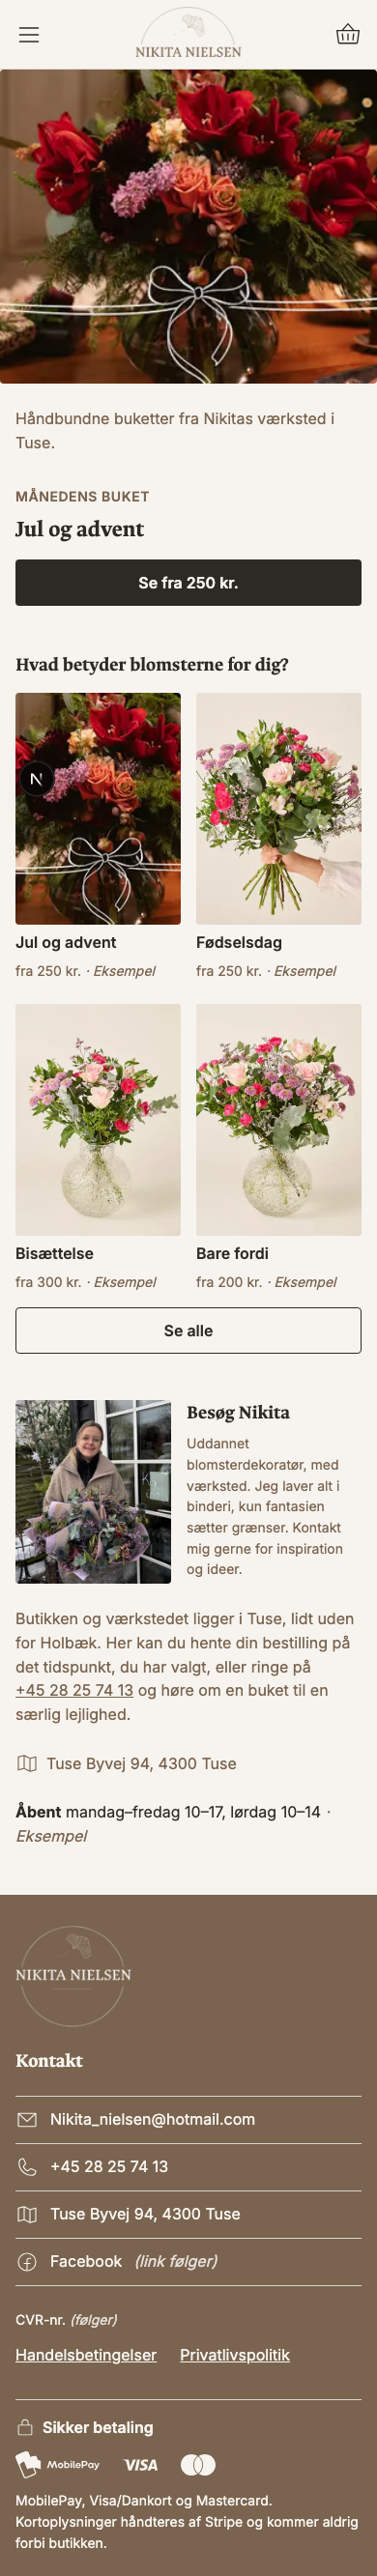 NIKITA NIELSEN
Håndbundne buketter fra Nikitas værksted i
Tuse.
MÅNEDENS BUKET
Jul og advent
Se fra 250 kr.
Hvad betyder blomsterne for dig?
N
Jul og advent
fra 250 kr. · Eksempel
Fødselsdag
fra 250 kr. · Eksempel
Bisættelse
fra 300 kr. · Eksempel
Bare fordi
fra 200 kr. · Eksempel
Se alle
Besøg Nikita
Uddannet
blomsterdekoratør, med
værksted. Jeg laver alt i
binderi, kun fantasien
sætter grænser. Kontakt
mig gerne for inspiration
og ideer.
Butikken og værkstedet ligger i Tuse, lidt uden
for Holbæk. Her kan du hente din bestilling på
det tidspunkt, du har valgt, eller ringe på
+45 28 25 74 13 og høre om en buket til en
særlig lejlighed.
Tuse Byvej 94, 4300 Tuse
Åbent mandag–fredag 10–17, lørdag 10–14 ·
Eksempel
NIKITA NIELSEN
Kontakt
Nikita_nielsen@hotmail.com
+45 28 25 74 13
Tuse Byvej 94, 4300 Tuse
Facebook (link følger)
CVR-nr. (følger)
Handelsbetingelser Privatlivspolitik
Sikker betaling
MobilePay VISA
MobilePay, Visa/Dankort og Mastercard.
Kortoplysninger håndteres af Stripe og kommer aldrig
forbi butikken.